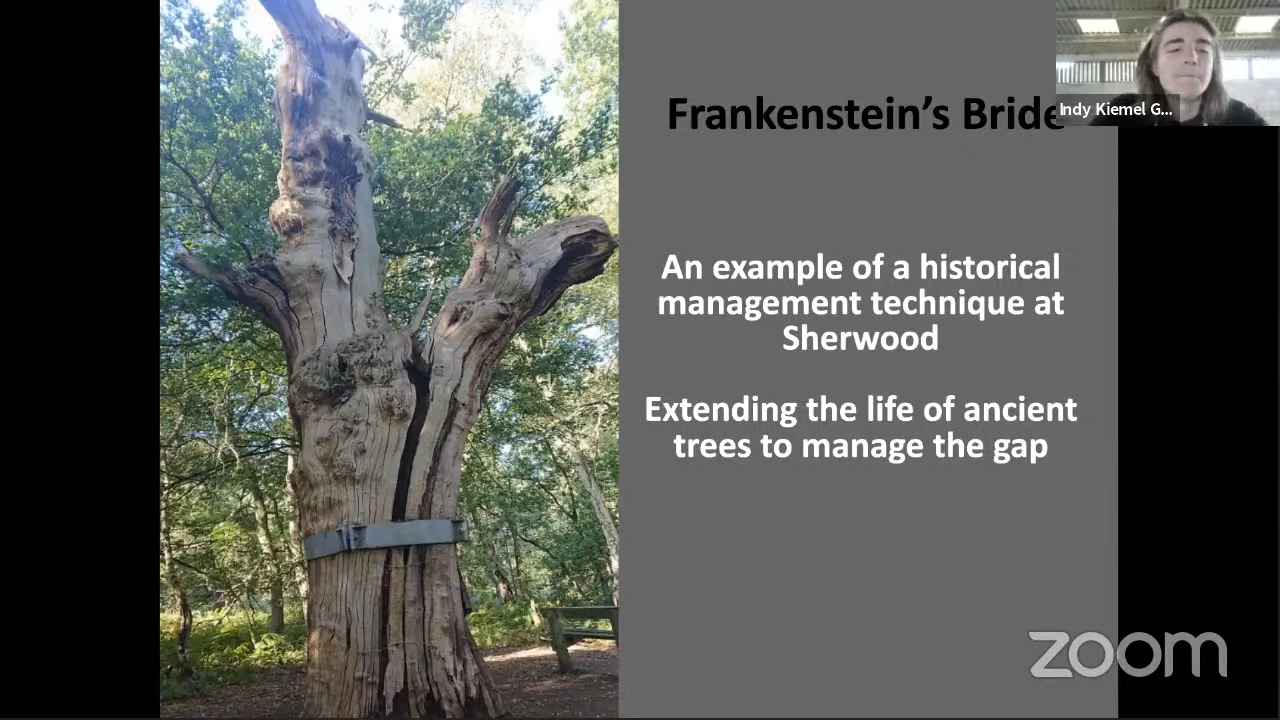 Frankenstein's Bride
Indy Kiemel G...
An example of a historical
management technique at
Sherwood
Extending the life of ancient
trees to manage the gap
zoom